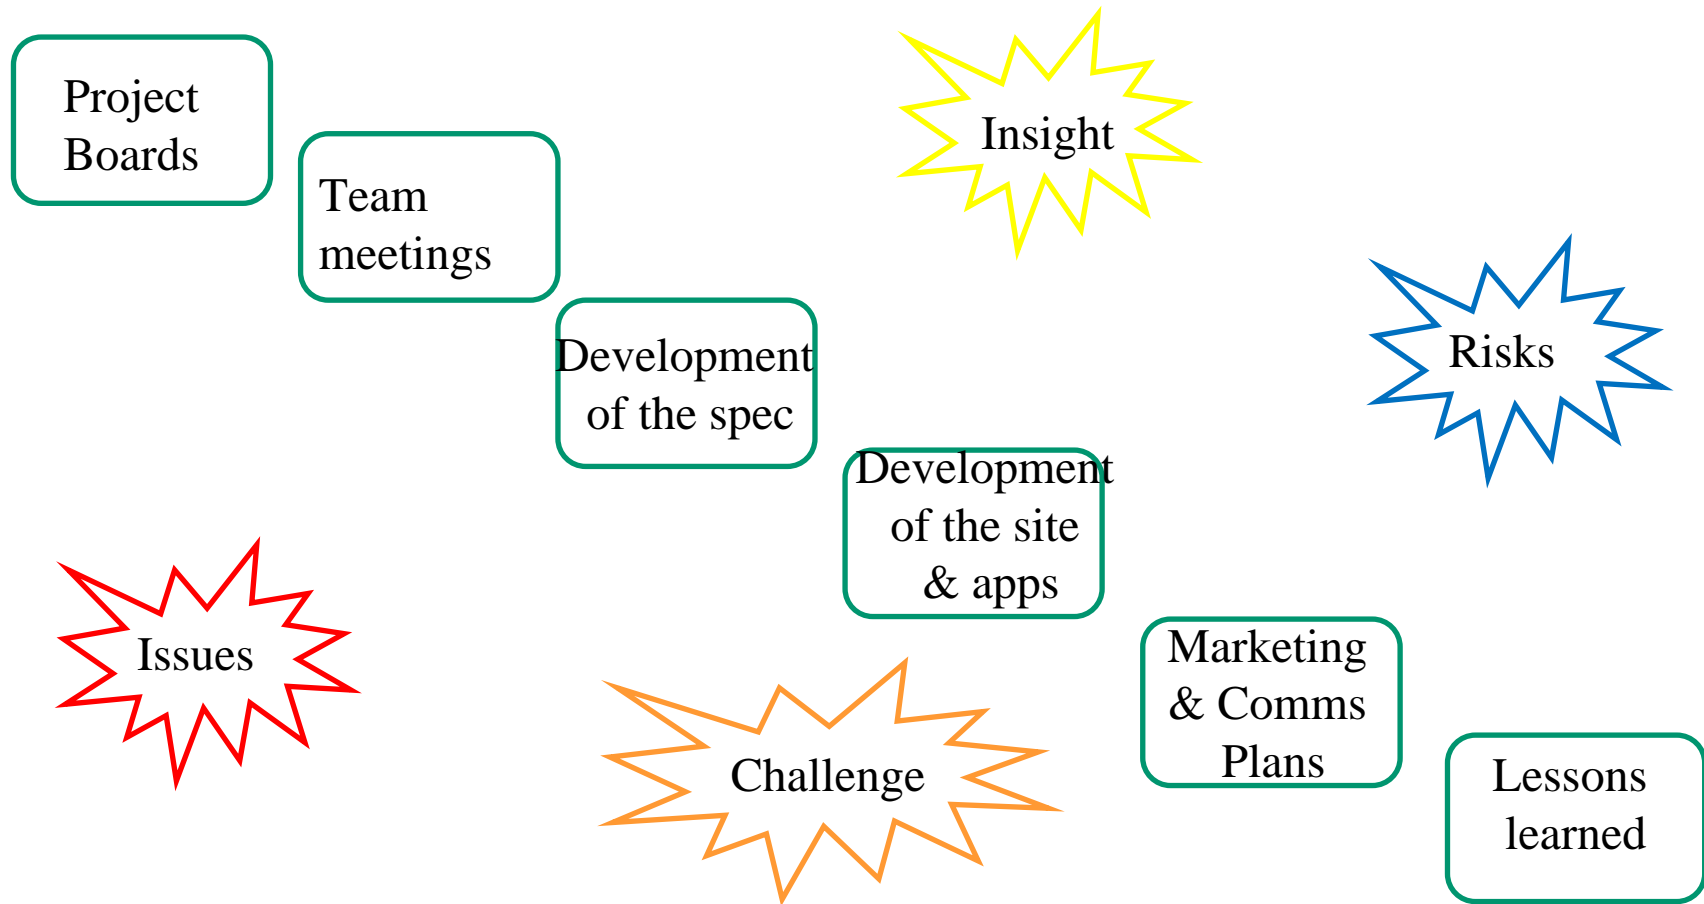 Project
Boards
Team
meetings
Insight
Development
of the spec
Risks
Development
of the site
& apps
Issues
Challenge
Marketing
& Comms
Plans
Lessons
learned